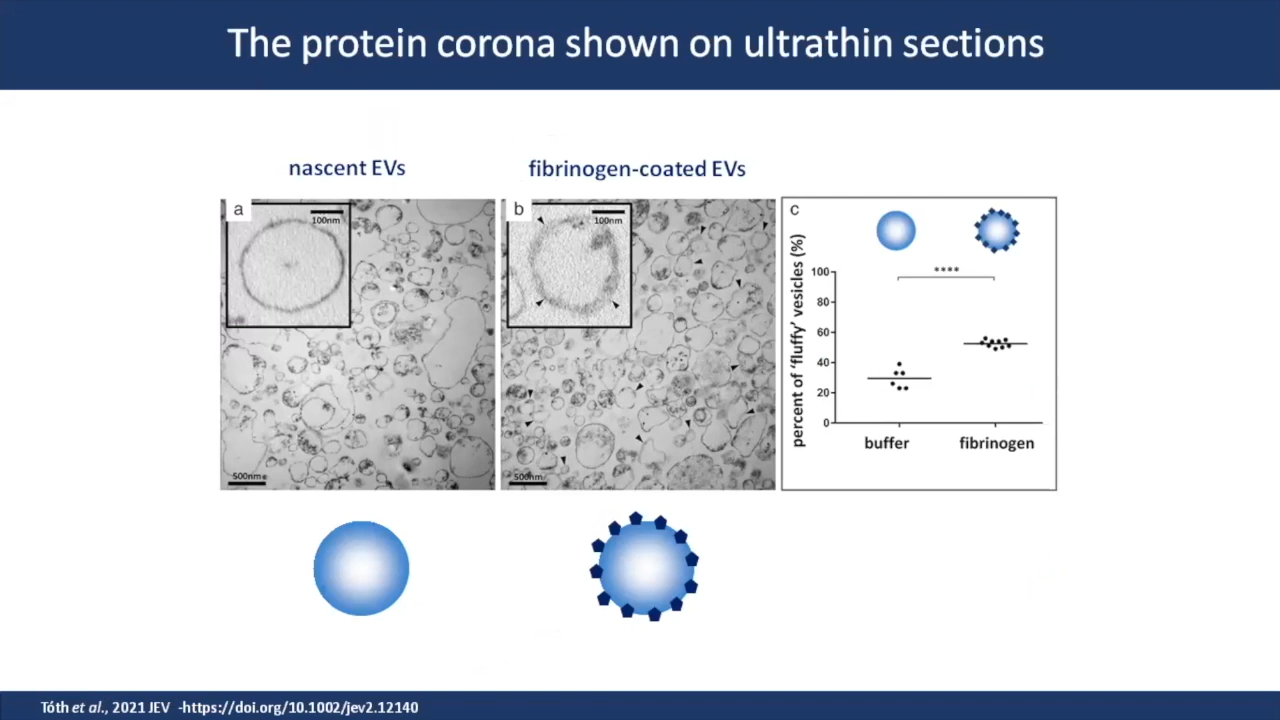 The protein corona shown on ultrathin sections
nascent EVs
fibrinogen-coated EVs
a
100nm
500nm
b
100nm
500nm
c
percent of 'fluffy' vesicles (%)
****
100
80
60
40
20
0
buffer
fibrinogen
Tóth et al., 2021 JEV -https://doi.org/10.1002/jev2.12140